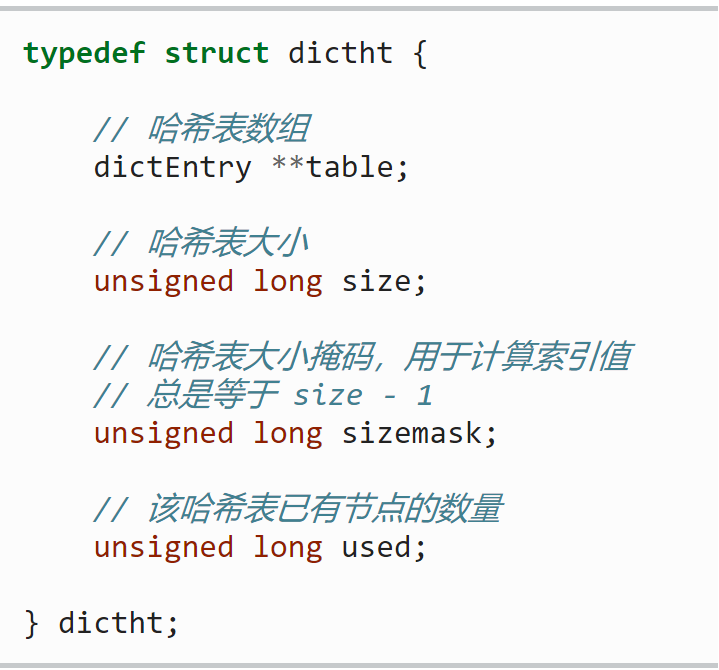 typedef struct dictht {
// 哈希表数组
dictEntry **table;
// 哈希表大小
unsigned long size;
// 哈希表大小掩码，用于计算索引值
// 总是等于 size - 1
unsigned long sizemask;
// 该哈希表已有节点的数量
unsigned long used;
} dictht;